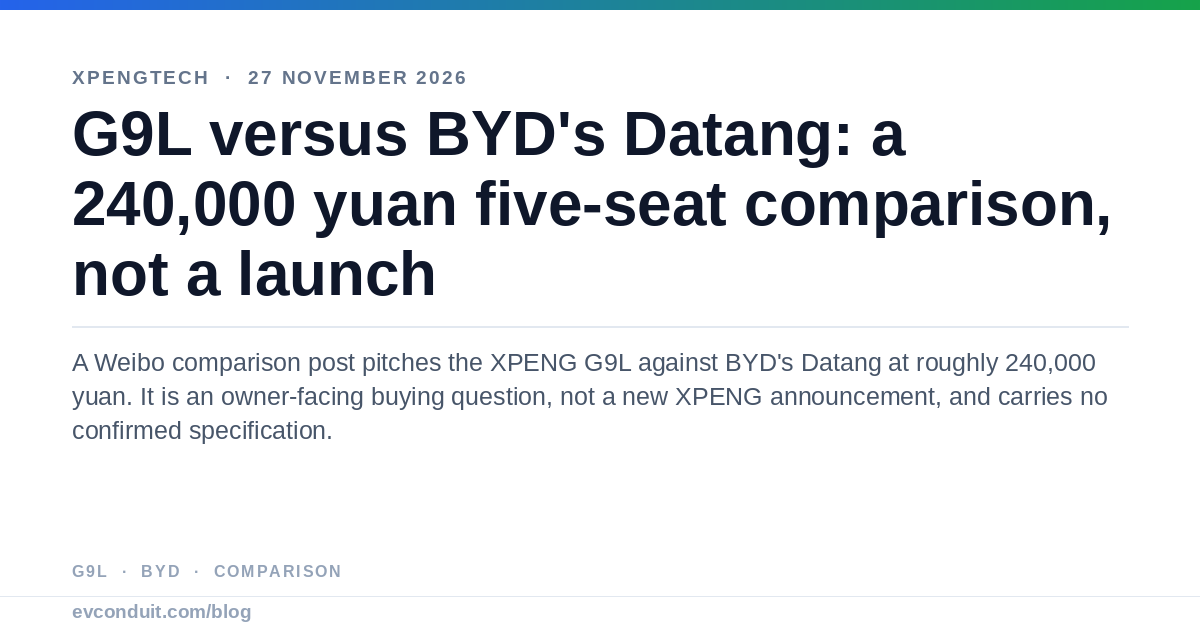 XPENGTECH · 27 NOVEMBER 2026
G9L versus BYD's Datang: a
240,000 yuan five-seat comparison,
not a launch
A Weibo comparison post pitches the XPENG G9L against BYD's Datang at roughly 240,000
yuan. It is an owner-facing buying question, not a new XPENG announcement, and carries no
confirmed specification.
G9L · BYD · COMPARISON
evconduit.com/blog